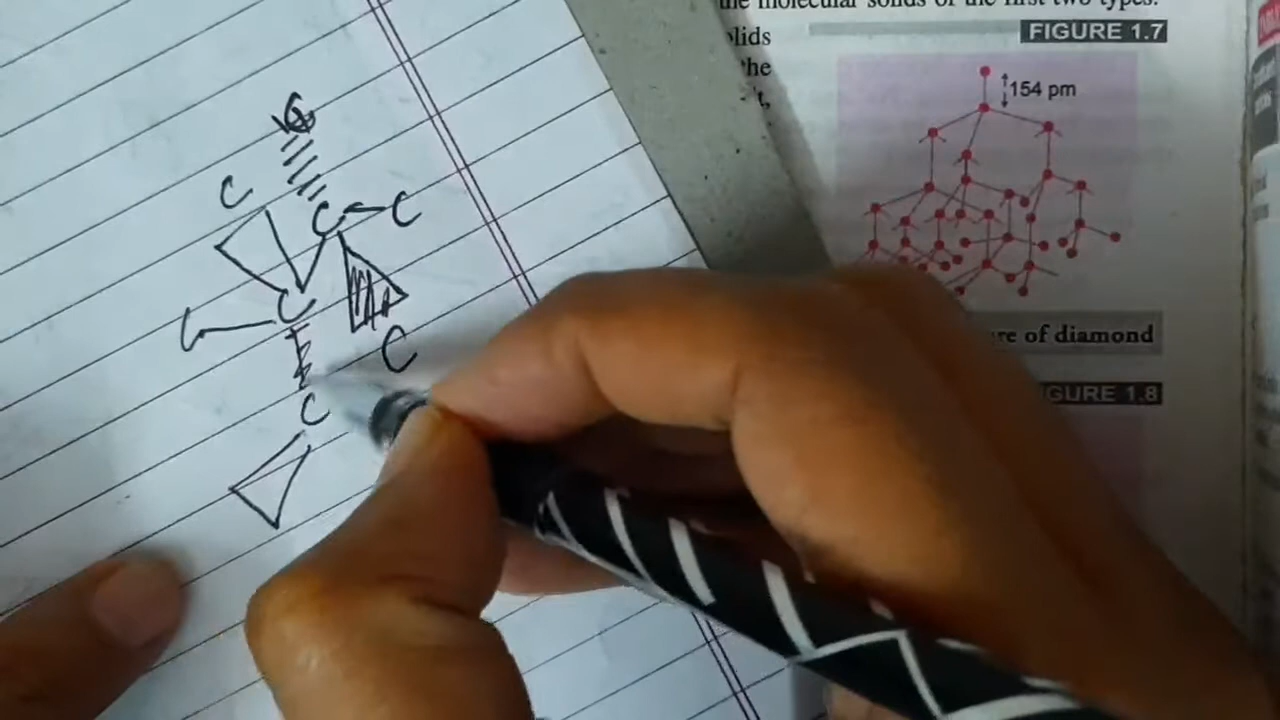 the molecular solids of the first two types.
olids
the
t,
FIGURE 1.7
154 pm
re of diamond
GURE 1.8
C
C
C
C
C
C
C